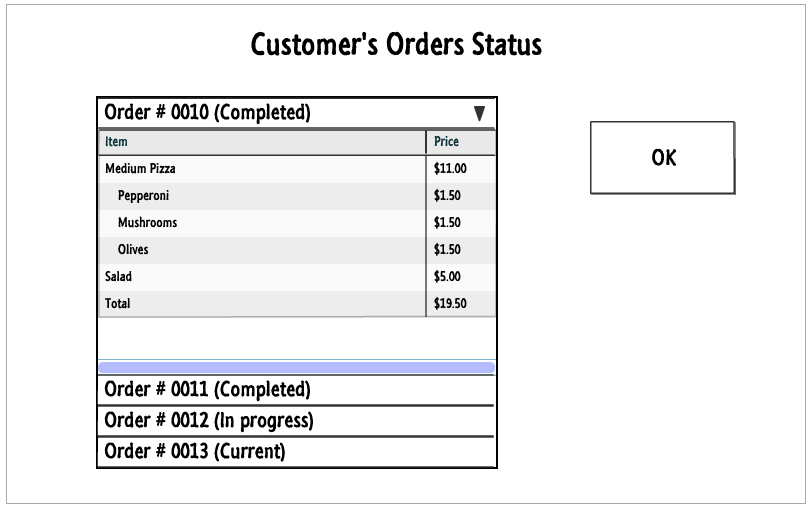 Customer's Orders Status
Order # 0010 (Completed)
OK
Item Price
Medium Pizza $11.00
Pepperoni $1.50
Mushrooms $1.50
Olives $1.50
Salad $5.00
Total $19.50
Order # 0011 (Completed)
Order # 0012 (In progress)
Order # 0013 (Current)